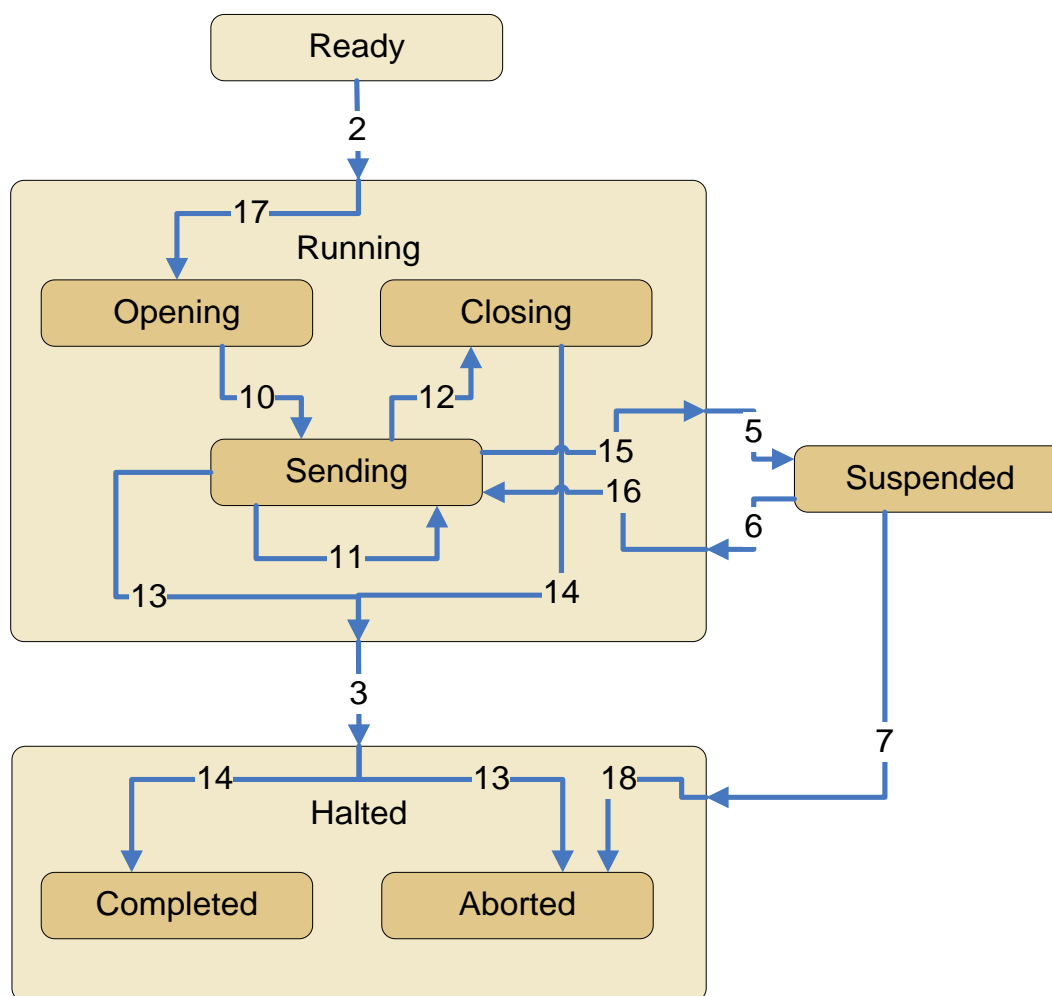 Ready
2
17
Running
Opening
Closing
10
12
5
Sending
15
Suspended
16
6
11
13
14
3
7
14
13
18
Halted
Completed
Aborted